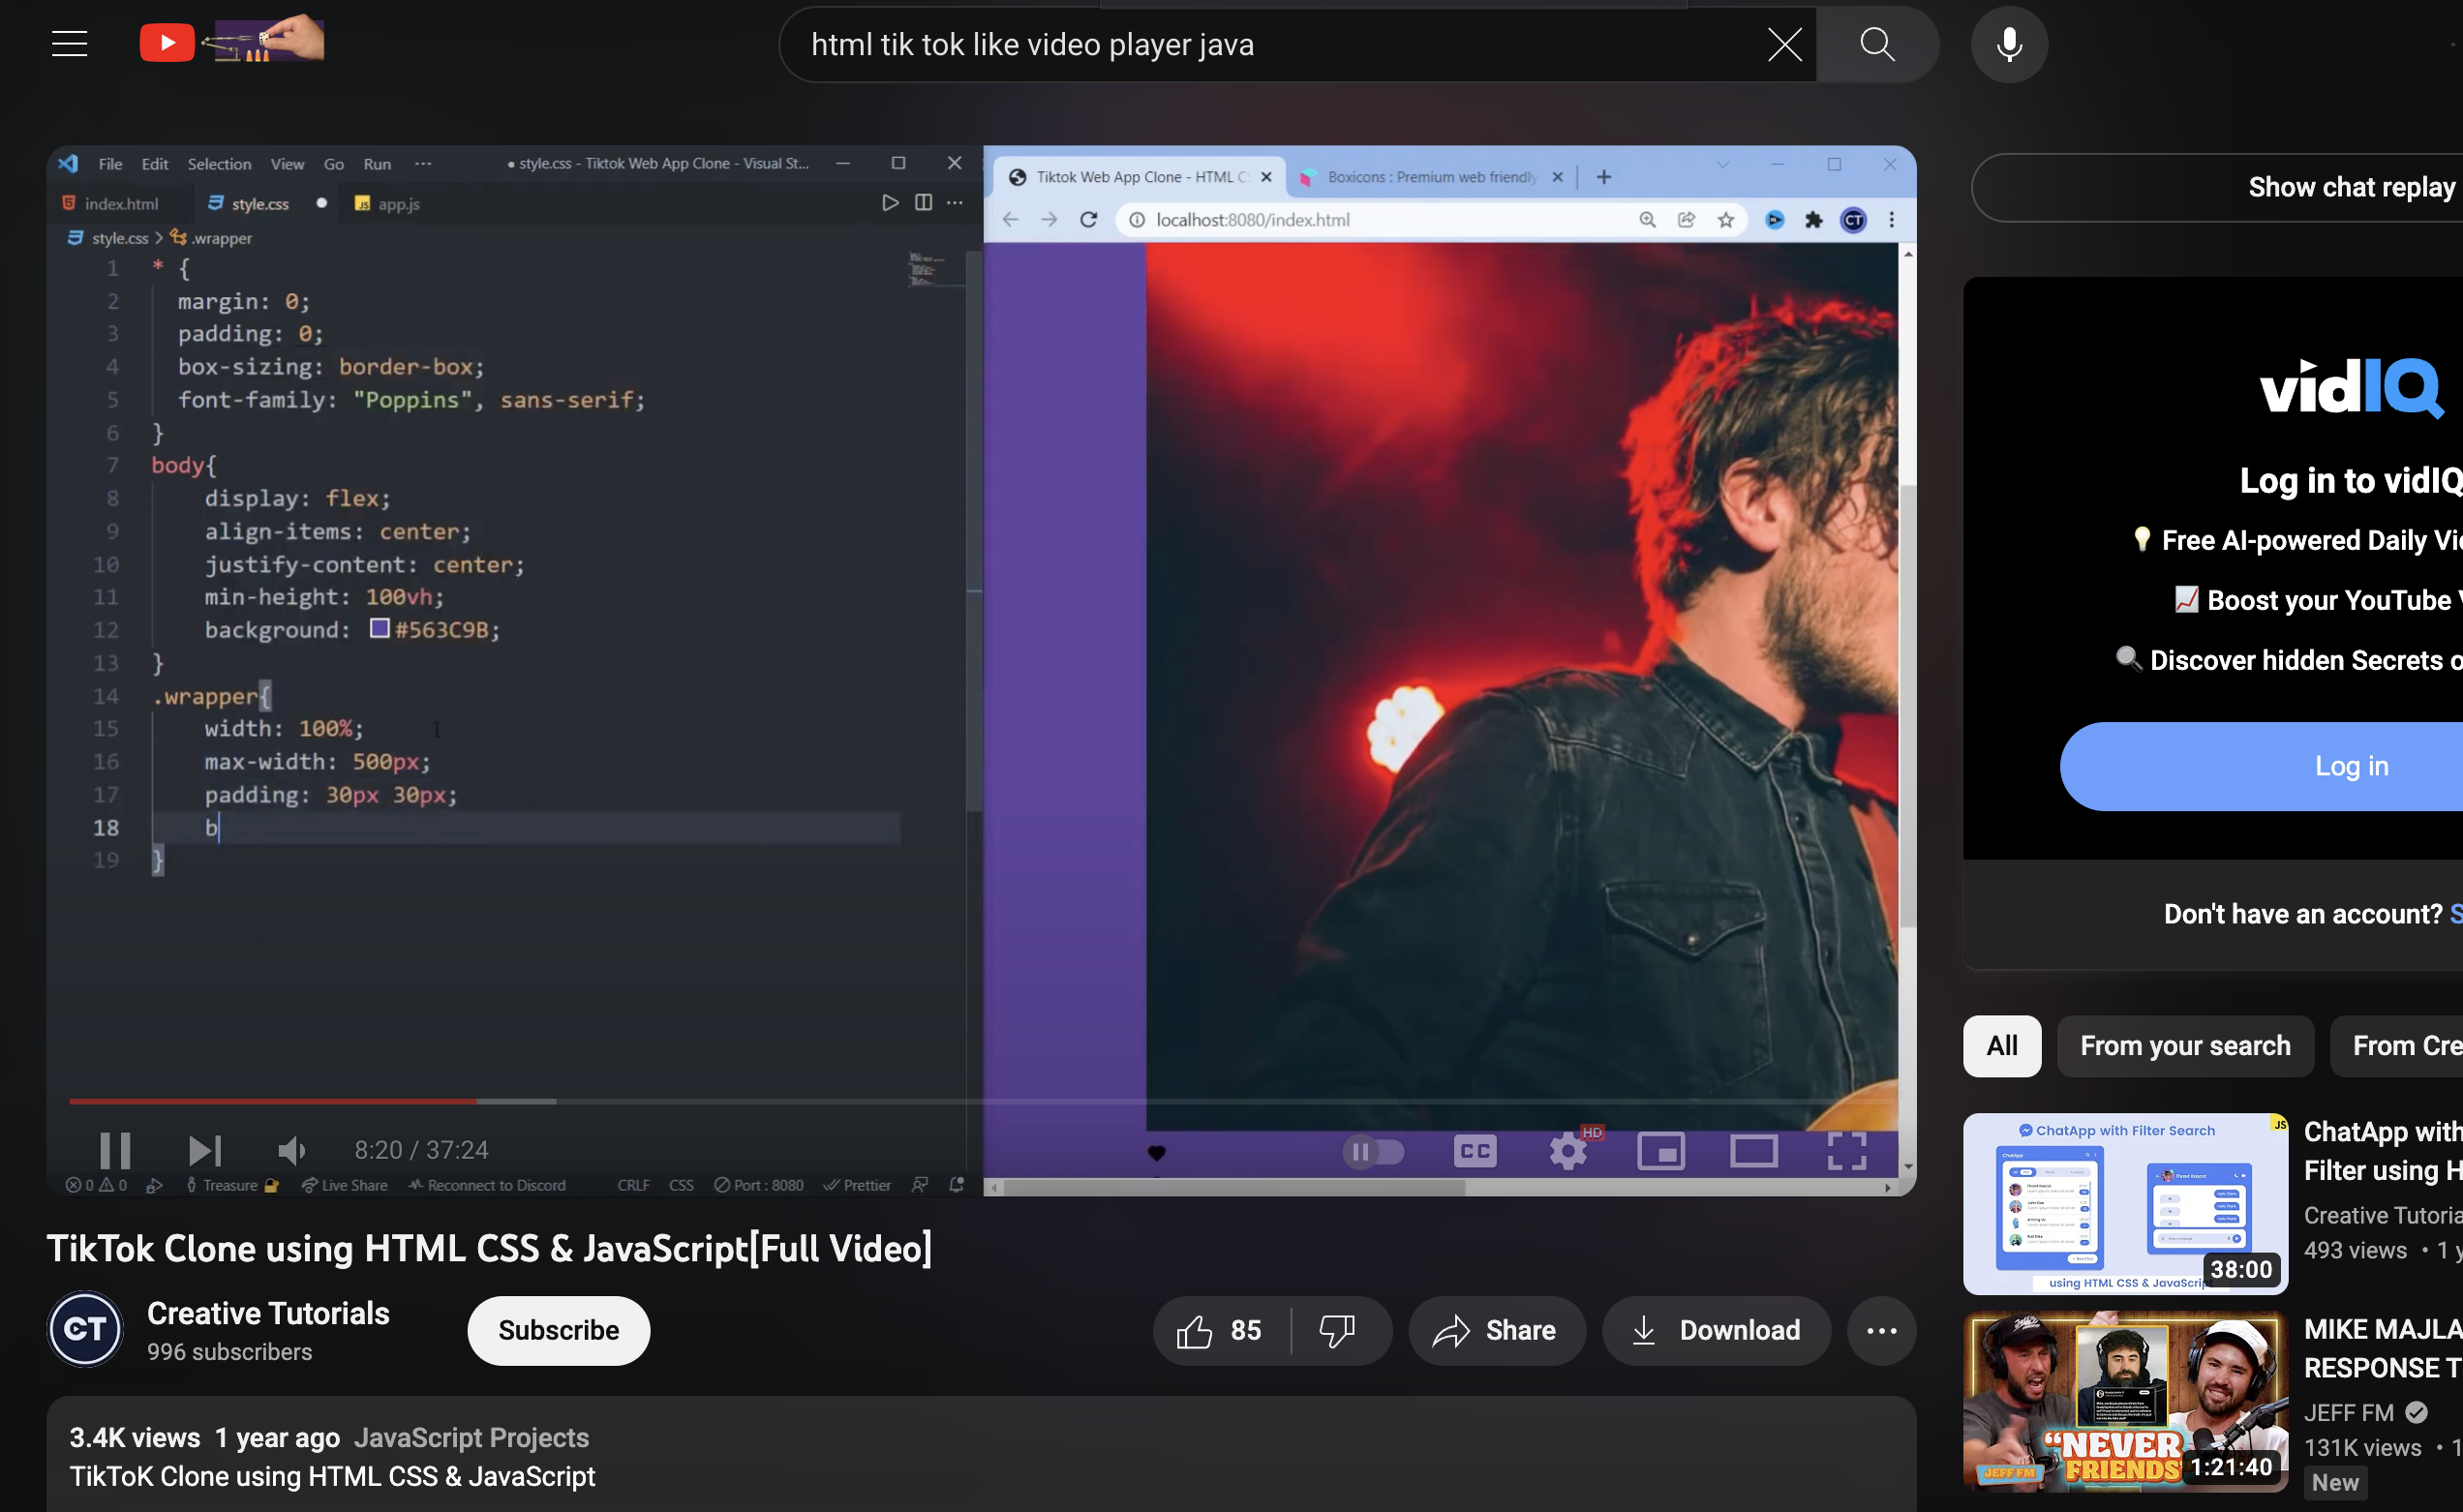 html tik tok like video player java
File Edit Selection View Go Run ··· ● style.css - Tiktok Web App Clone - Visual St...
index.html style.css app.js
style.css > .wrapper
1 * {
2 margin: 0;
3 padding: 0;
4 box-sizing: border-box;
5 font-family: "Poppins", sans-serif;
6 }
7 body{
8 display: flex;
9 align-items: center;
10 justify-content: center;
11 min-height: 100vh;
12 background: #563C9B;
13 }
14 .wrapper{
15 width: 100%;
16 max-width: 500px;
17 padding: 30px 30px;
18 b
19 }
8:20 / 37:24
0 0 Treasure Live Share Reconnect to Discord CRLF CSS Port : 8080 Prettier
Tiktok Web App Clone - HTML C
Boxicons : Premium web friendly
localhost:8080/index.html
CT
CC
HD
TikTok Clone using HTML CSS & JavaScript[Full Video]
CT
Creative Tutorials
996 subscribers
Subscribe
85
Share
Download
3.4K views 1 year ago JavaScript Projects
TikToK Clone using HTML CSS & JavaScript
Show chat replay
vidIQ
Log in to vidIQ
Free AI-powered Daily Vi
Boost your YouTube
Discover hidden Secrets o
Log in
Don't have an account? S
All
From your search
From Cre
ChatApp with Filter Search
JS
using HTML CSS & JavaScript
38:00
ChatApp with
Filter using H
Creative Tutoria
493 views • 1 y
"NEVER
FRIENDS
JEFF FM
1:21:40
MIKE MAJLA
RESPONSE T
JEFF FM
131K views • 1
New